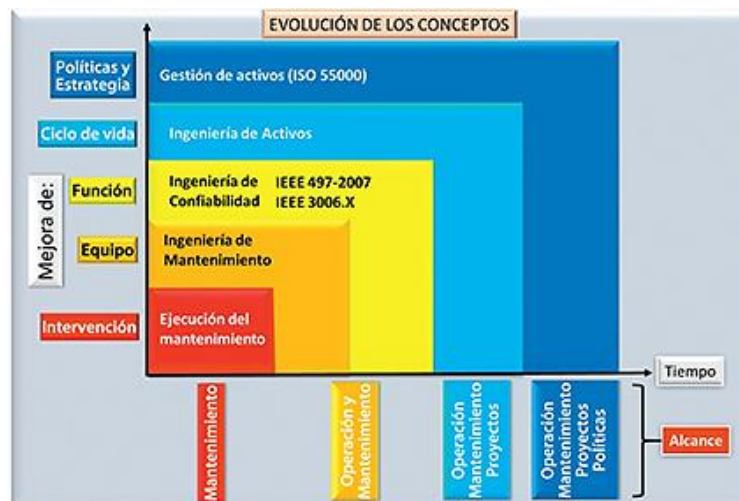 EVOLUCIÓN DE LOS CONCEPTOS
Políticas y
Estrategia
Gestión de activos (ISO 55000)
Ciclo de vida
Ingeniería de Activos
Mejora de:
Función
Ingeniería de IEEE 497-2007
Confiabilidad IEEE 3006.X
Equipo
Ingeniería de
Mantenimiento
Intervención
Ejecución del
mantenimiento
Tiempo
Mantenimiento
Operación y
Mantenimiento
Operación
Mantenimiento
Proyectos
Operación
Mantenimiento
Proyectos
Políticas
Alcance